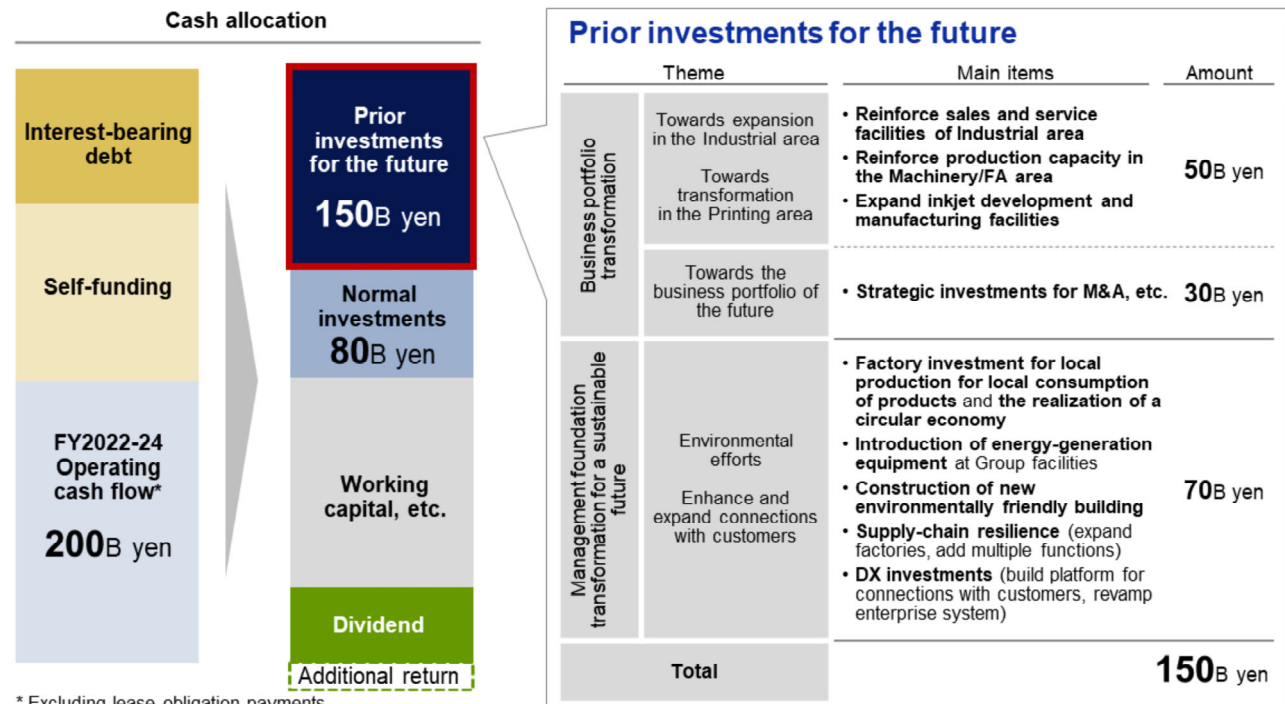 Cash allocation
Interest-bearing
debt
Self-funding
FY2022-24
Operating
cash flow*
200B yen
Prior
investments
for the future
150B yen
Normal
investments
80B yen
Working
capital, etc.
Dividend
Additional return
* Excluding lease obligation payments
Prior investments for the future
Theme
Main items
Amount
Business portfolio
transformation
Towards expansion
in the Industrial area
Towards
transformation
in the Printing area
• Reinforce sales and service
facilities of Industrial area
• Reinforce production capacity in
the Machinery/FA area
• Expand inkjet development and
manufacturing facilities
50B yen
Towards the
business portfolio of
the future
• Strategic investments for M&A, etc.
30B yen
Management foundation
transformation for a sustainable
future
Environmental
efforts
Enhance and
expand connections
with customers
• Factory investment for local
production for local consumption
of products and the realization of a
circular economy
• Introduction of energy-generation
equipment at Group facilities
• Construction of new
environmentally friendly building
• Supply-chain resilience (expand
factories, add multiple functions)
• DX investments (build platform for
connections with customers, revamp
enterprise system)
70B yen
Total
150B yen